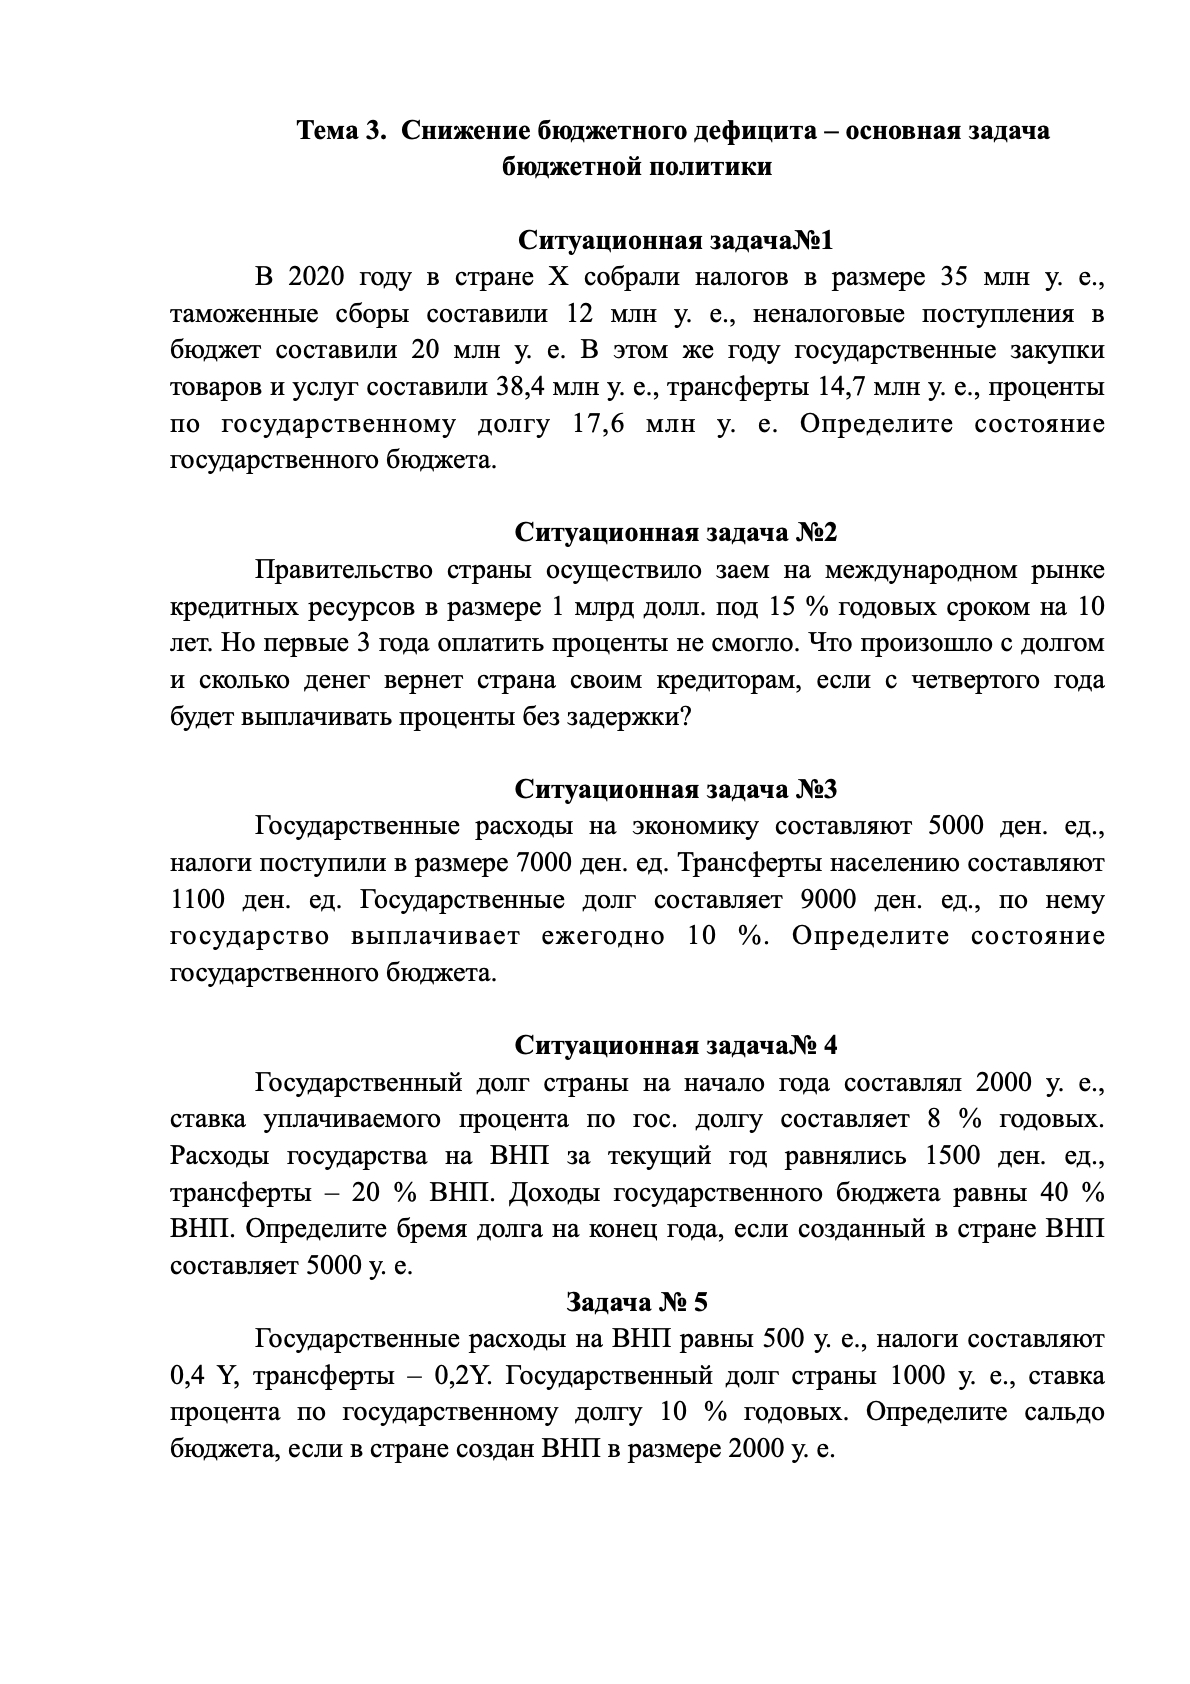 Тема 3.  Снижение бюджетного дефицита – основная задача
бюджетной политики
Ситуационная задача№1
В 2020 году в стране Х собрали налогов в размере 35 млн у. е.,
таможенные сборы составили 12 млн у. е., неналоговые поступления в
бюджет составили 20 млн у. е. В этом же году государственные закупки
товаров и услуг составили 38,4 млн у. е., трансферты 14,7 млн у. е., проценты
по государственному долгу 17,6 млн у. е. Определите состояние
государственного бюджета.
Ситуационная задача №2
Правительство страны осуществило заем на международном рынке
кредитных ресурсов в размере 1 млрд долл. под 15 % годовых сроком на 10
лет. Но первые 3 года оплатить проценты не смогло. Что произошло с долгом
и сколько денег вернет страна своим кредиторам, если с четвертого года
будет выплачивать проценты без задержки?
Ситуационная задача №3
Государственные расходы на экономику составляют 5000 ден. ед.,
налоги поступили в размере 7000 ден. ед. Трансферты населению составляют
1100 ден. ед. Государственные долг составляет 9000 ден. ед., по нему
государство выплачивает ежегодно 10 %. Определите состояние
государственного бюджета.
Ситуационная задача№ 4
Государственный долг страны на начало года составлял 2000 у. е.,
ставка уплачиваемого процента по гос. долгу составляет 8 % годовых.
Расходы государства на ВНП за текущий год равнялись 1500 ден. ед.,
трансферты – 20 % ВНП. Доходы государственного бюджета равны 40 %
ВНП. Определите бремя долга на конец года, если созданный в стране ВНП
составляет 5000 у. е.
Задача № 5
Государственные расходы на ВНП равны 500 у. е., налоги составляют
0,4 Y, трансферты – 0,2Y. Государственный долг страны 1000 у. е., ставка
процента по государственному долгу 10 % годовых. Определите сальдо
бюджета, если в стране создан ВНП в размере 2000 у. е.